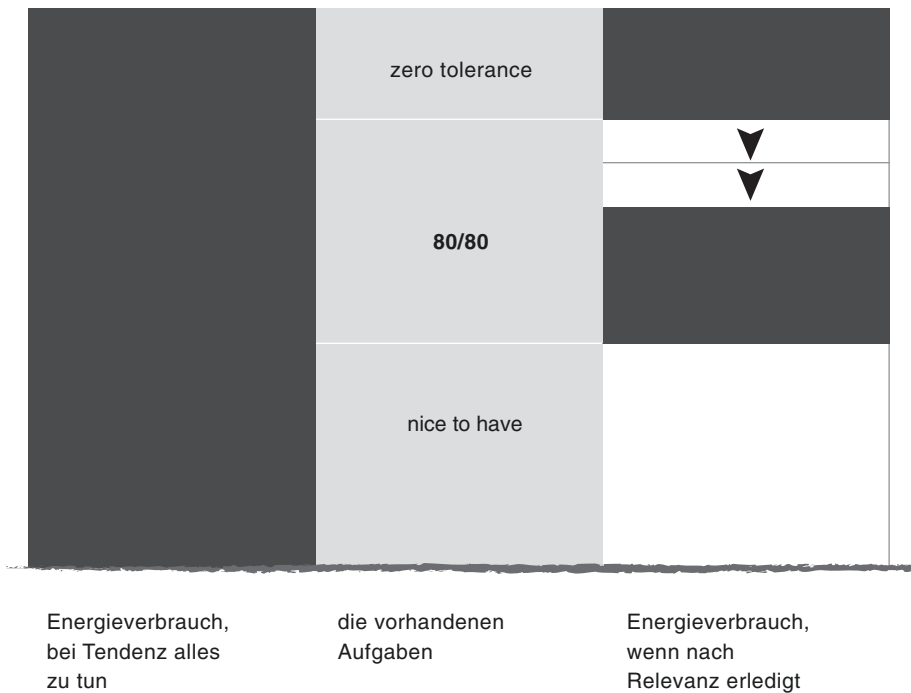 zero tolerance
80/80
nice to have
Energieverbrauch,
bei Tendenz alles
zu tun
die vorhandenen
Aufgaben
Energieverbrauch,
wenn nach
Relevanz erledigt